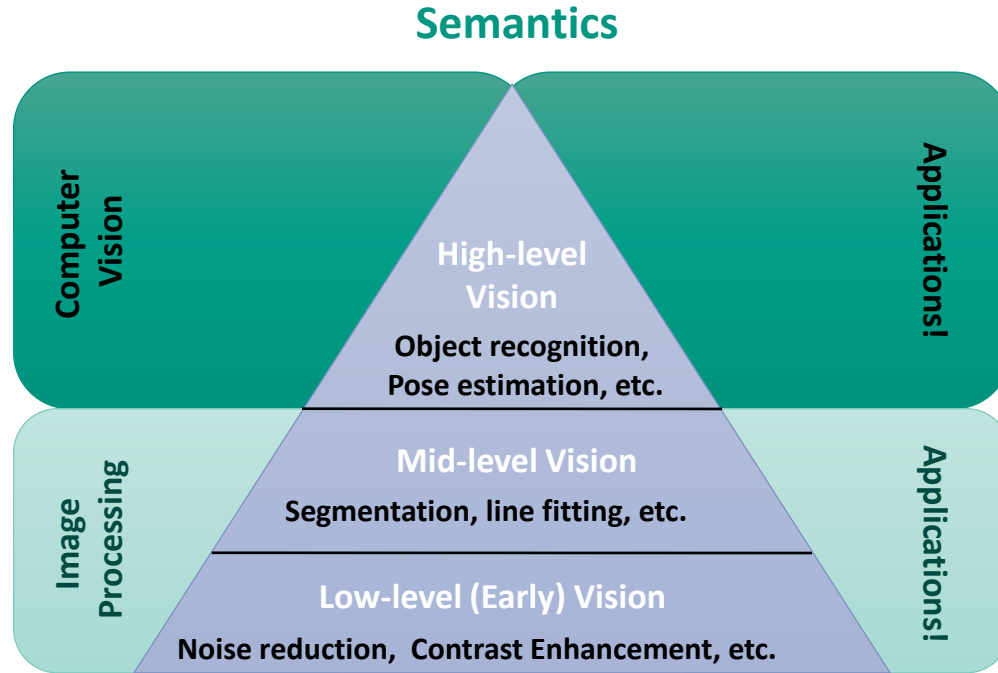 Semantics
Computer
Vision
Applications!
High-level
Vision
Object recognition,
Pose estimation, etc.
Image
Processing
Applications!
Mid-level Vision
Segmentation, line fitting, etc.
Low-level (Early) Vision
Noise reduction, Contrast Enhancement, etc.